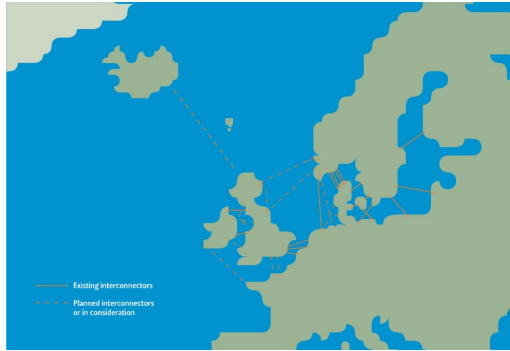 Existing interconnectors
Planned interconnectors
or in consideration